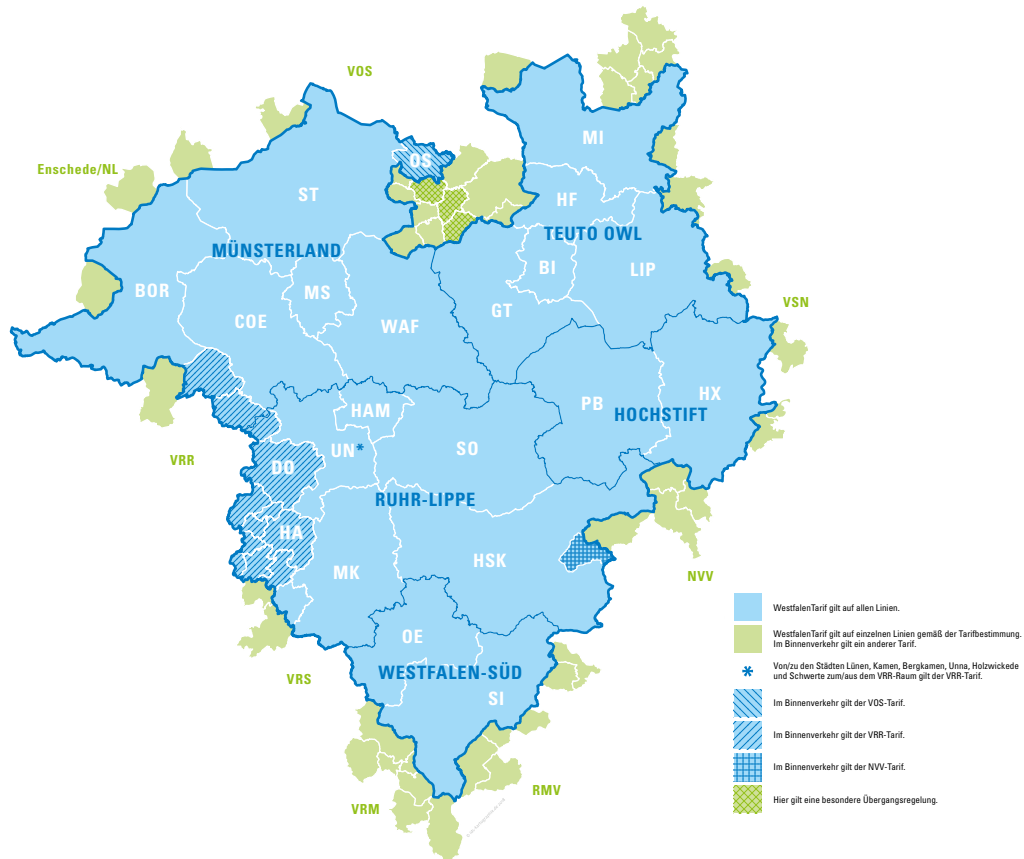 VOS
MI
OS
Enschede/NL
ST
HF
TEUTO OWL
MÜNSTERLAND
BI
LIP
BOR
MS
VSN
COE
WAF
GT
HX
PB
HAM
HOCHSTIFT
UN*
SO
VRR
DO
RUHR-LIPPE
HA
HSK
MK
NVV
OE
WESTFALEN-SÜD
VRS
SI
RMV
VRM
WestfalenTarif gilt auf allen Linien.
WestfalenTarif gilt auf einzelnen Linien gemäß der Tarifbestimmung.
Im Binnenverkehr gilt ein anderer Tarif.
* Von/zu den Städten Lünen, Kamen, Bergkamen, Unna, Holzwickede
und Schwerte zum/aus dem VRR-Raum gilt der VRR-Tarif.
Im Binnenverkehr gilt der VOS-Tarif.
Im Binnenverkehr gilt der VRR-Tarif.
Im Binnenverkehr gilt der NVV-Tarif.
Hier gilt eine besondere Übergangsregelung.